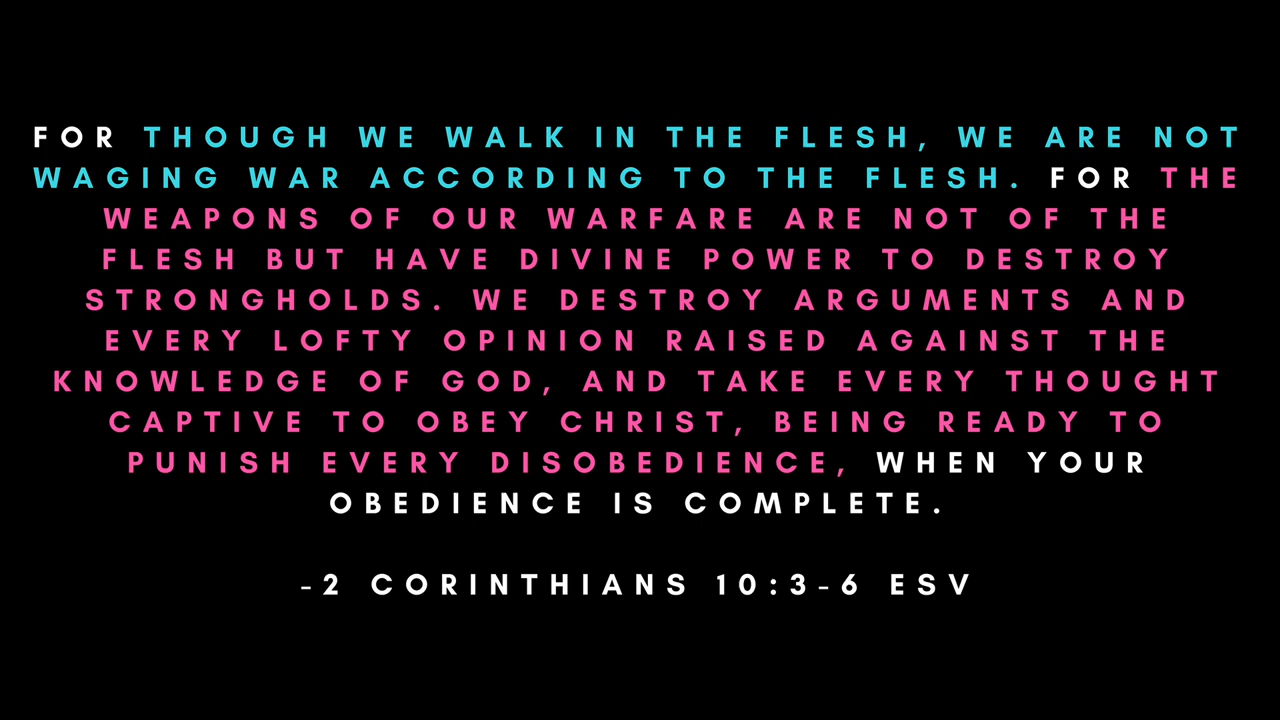 FOR THOUGH WE WALK IN THE FLESH, WE ARE NOT
WAGING WAR ACCORDING TO THE FLESH. FOR THE
WEAPONS OF OUR WARFARE ARE NOT OF THE
FLESH BUT HAVE DIVINE POWER TO DESTROY
STRONGHOLDS. WE DESTROY ARGUMENTS AND
EVERY LOFTY OPINION RAISED AGAINST THE
KNOWLEDGE OF GOD, AND TAKE EVERY THOUGHT
CAPTIVE TO OBEY CHRIST, BEING READY TO
PUNISH EVERY DISOBEDIENCE, WHEN YOUR
OBEDIENCE IS COMPLETE.
-2 CORINTHIANS 10:3-6 ESV